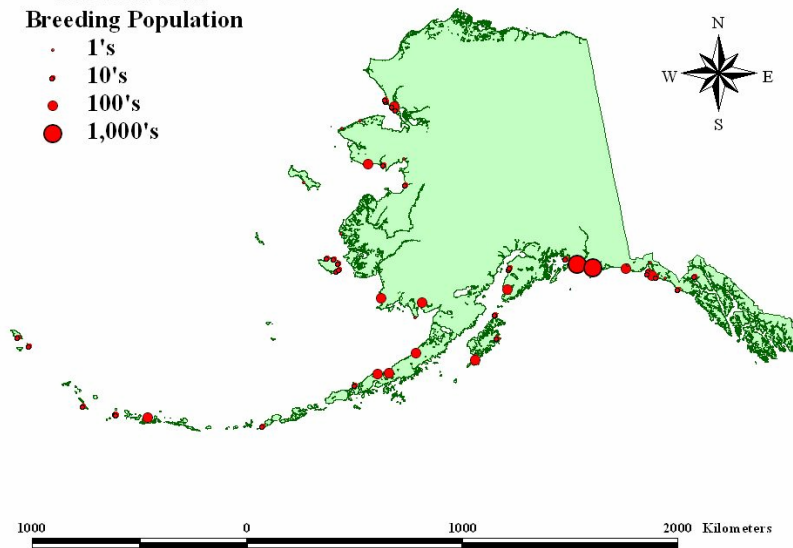 Breeding Population
1's
10's
100's
1,000's
N
W E
S
1000 0 1000 2000 Kilometers